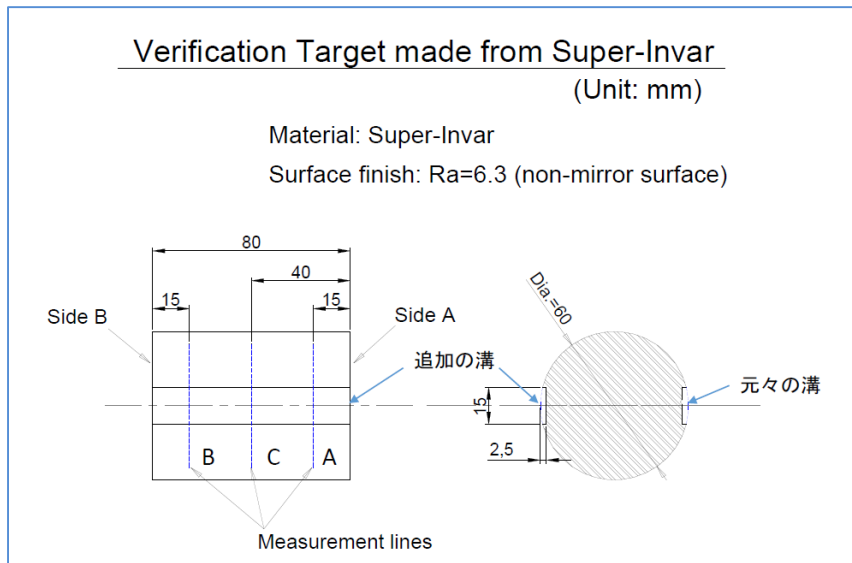 Verification Target made from Super-Invar
(Unit: mm)
Material: Super-Invar
Surface finish: Ra=6.3 (non-mirror surface)
80
40
15
15
Side B
Side A
Dia.=60
追加の溝
元々の溝
15
2,5
B
C
A
Measurement lines